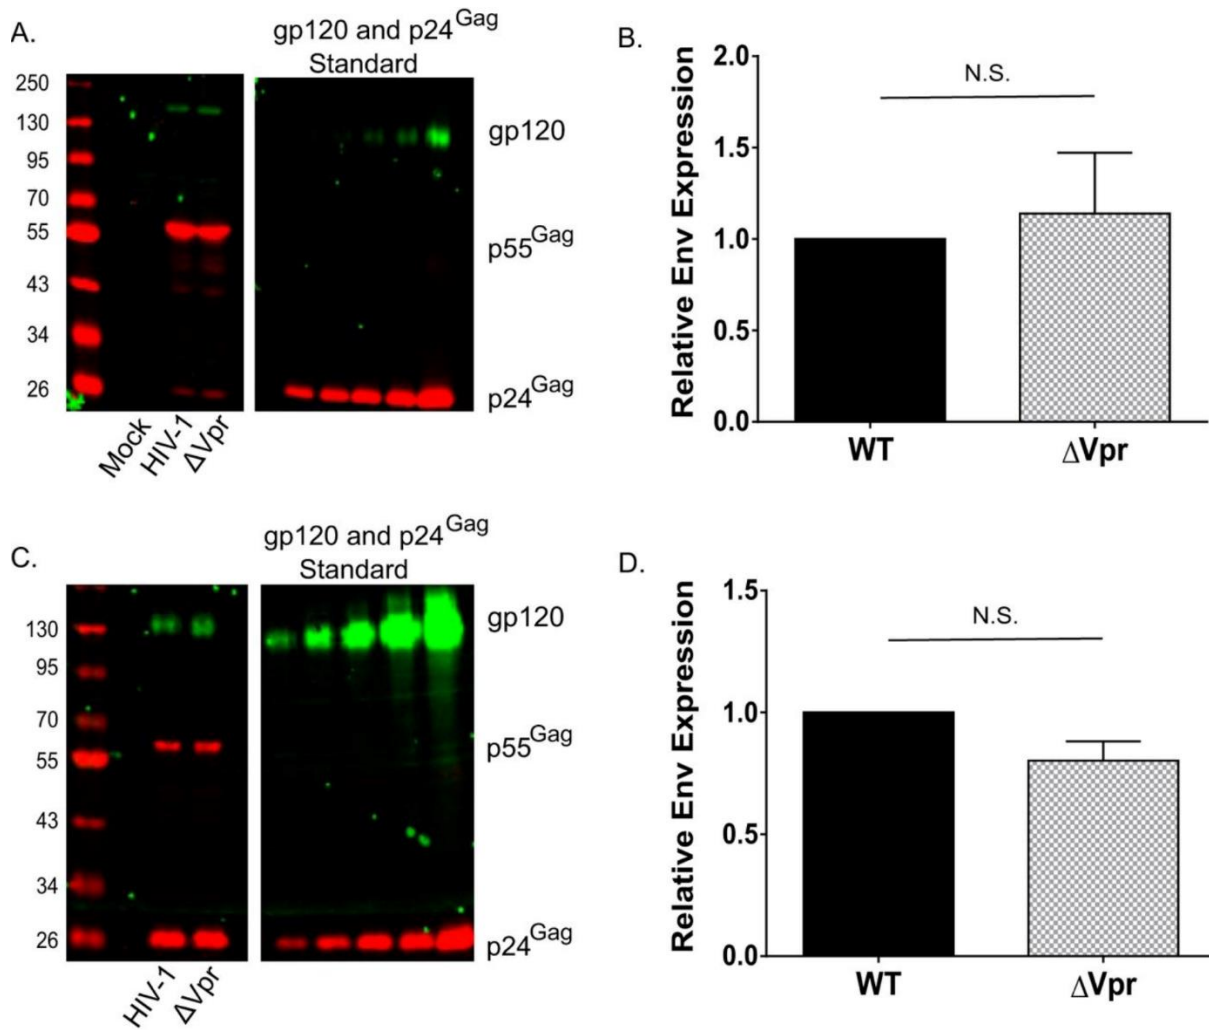 A.
gp120 and p24Gag
Standard
250
130
95
70
55
43
34
26
gp120
p55Gag
p24Gag
Mock
HIV-1
ΔVpr
B.
Relative Env Expression
2.0
1.5
1.0
0.5
0.0
N.S.
WT
ΔVpr
C.
gp120 and p24Gag
Standard
130
95
70
55
43
34
26
gp120
p55Gag
p24Gag
HIV-1
ΔVpr
D.
Relative Env Expression
1.5
1.0
0.5
0.0
N.S.
WT
ΔVpr